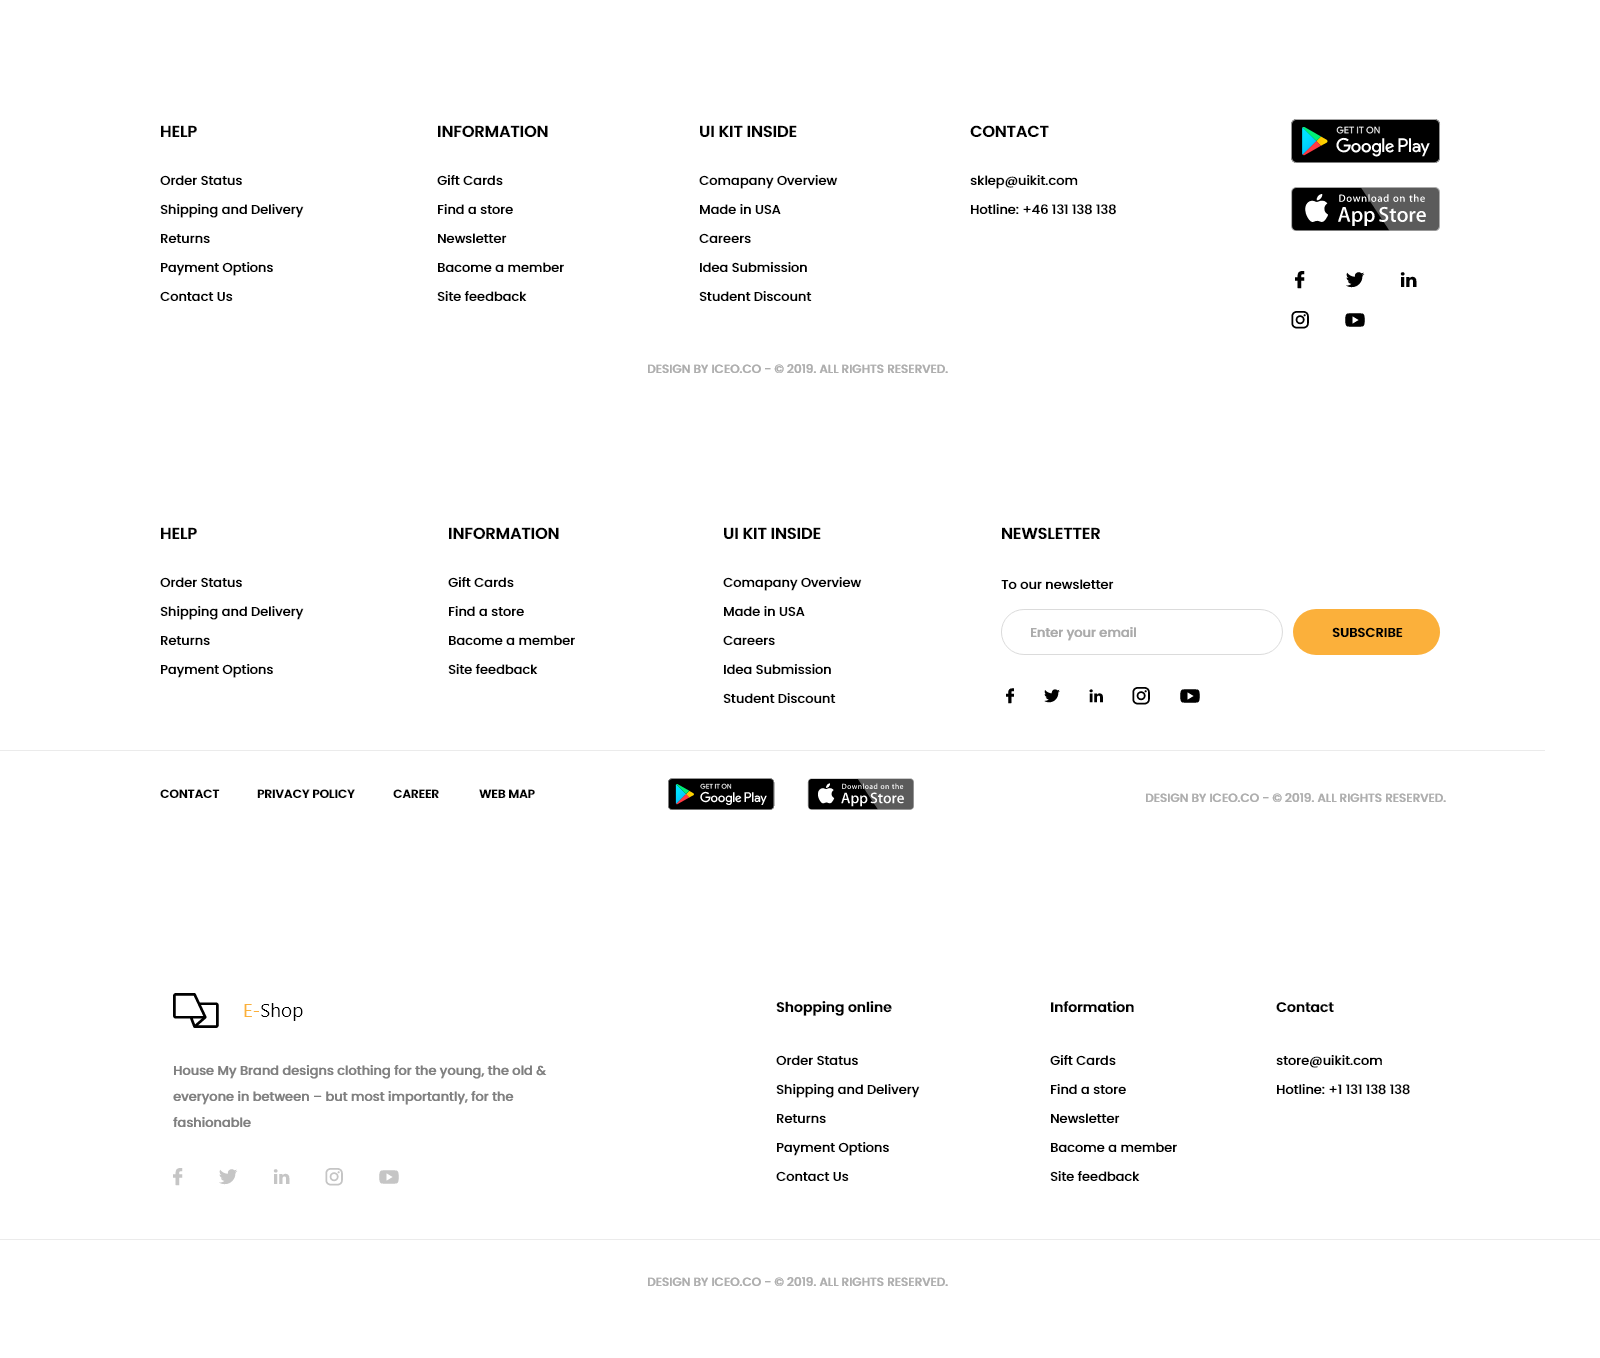 HELP
Order Status
Shipping and Delivery
Returns
Payment Options
Contact Us
INFORMATION
Gift Cards
Find a store
Newsletter
Bacome a member
Site feedback
UI KIT INSIDE
Comapany Overview
Made in USA
Careers
Idea Submission
Student Discount
CONTACT
sklep@uikit.com
Hotline: +46 131 138 138
GET IT ON
Google Play
Download on the
App Store
DESIGN BY ICEO.CO - © 2019. ALL RIGHTS RESERVED.
HELP
Order Status
Shipping and Delivery
Returns
Payment Options
INFORMATION
Gift Cards
Find a store
Bacome a member
Site feedback
UI KIT INSIDE
Comapany Overview
Made in USA
Careers
Idea Submission
Student Discount
NEWSLETTER
To our newsletter
Enter your email
SUBSCRIBE
CONTACT
PRIVACY POLICY
CAREER
WEB MAP
GET IT ON
Google Play
Download on the
App Store
DESIGN BY ICEO.CO - © 2019. ALL RIGHTS RESERVED.
E-Shop
House My Brand designs clothing for the young, the old &
everyone in between – but most importantly, for the
fashionable
Shopping online
Order Status
Shipping and Delivery
Returns
Payment Options
Contact Us
Information
Gift Cards
Find a store
Newsletter
Bacome a member
Site feedback
Contact
store@uikit.com
Hotline: +1 131 138 138
DESIGN BY ICEO.CO - © 2019. ALL RIGHTS RESERVED.